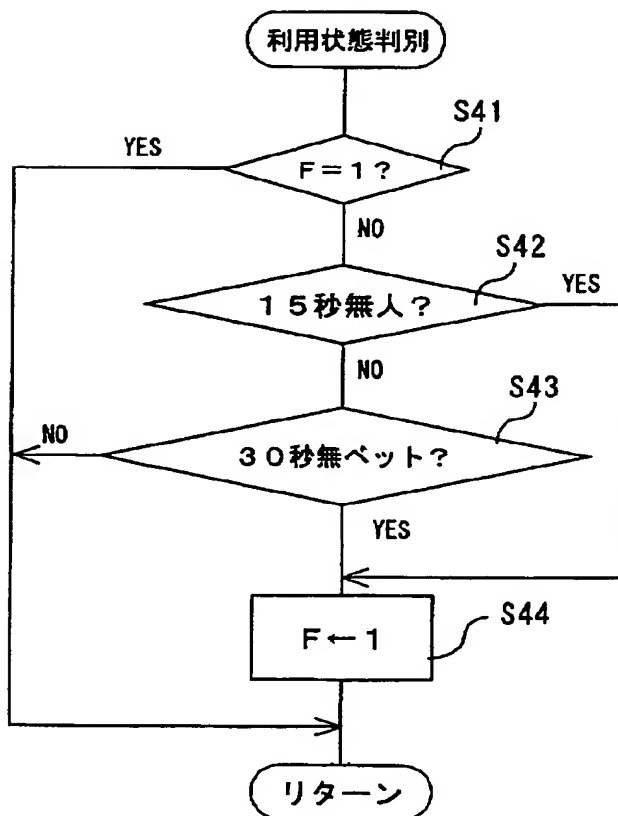 利用状態判別
S41
YES
F＝1？
NO
S42
15秒無人？
YES
NO
S43
NO
30秒無ベット？
YES
S44
F←1
リターン